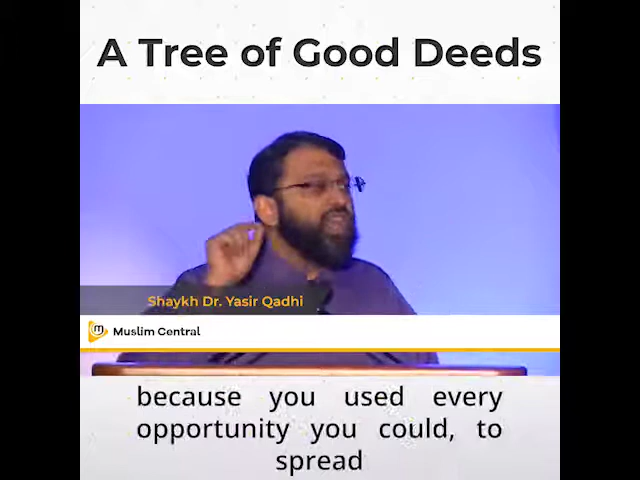 A Tree of Good Deeds
Shaykh Dr. Yasir Qadhi
m
Muslim Central
because you used every
opportunity you could, to
spread